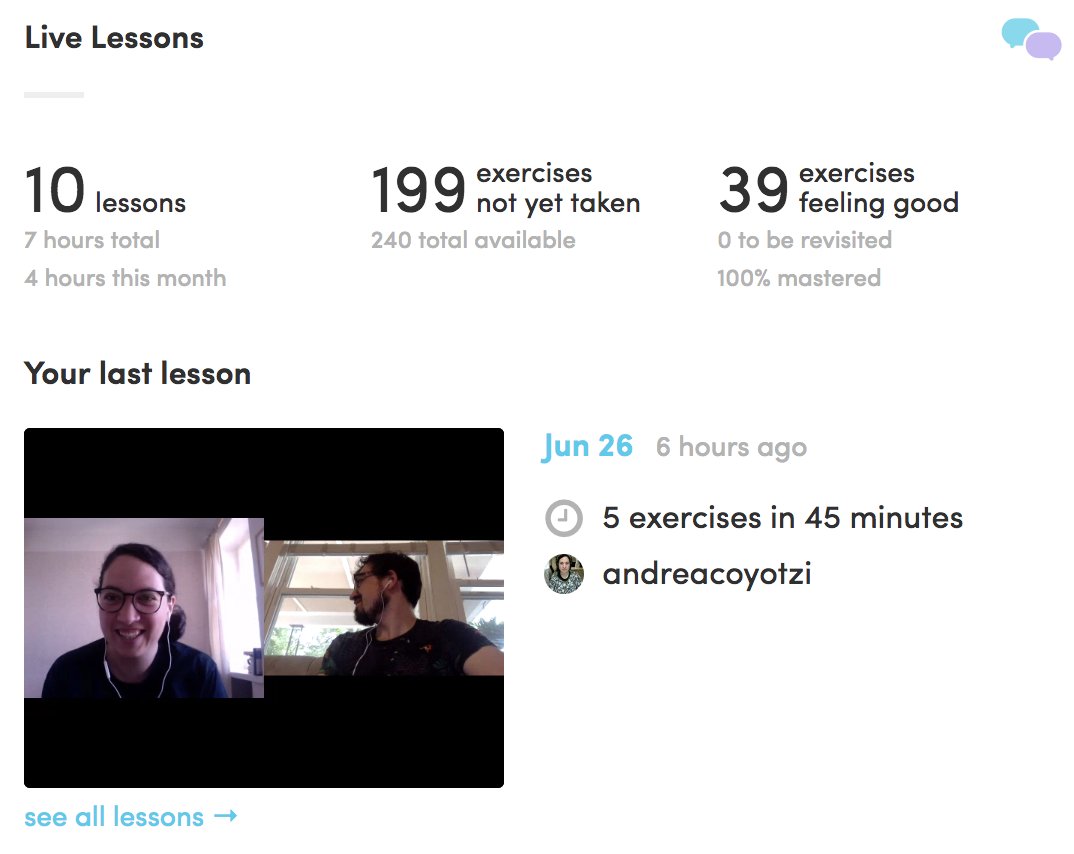 Live Lessons
10 lessons
7 hours total
4 hours this month
199 exercises
not yet taken
240 total available
39 exercises
feeling good
0 to be revisited
100% mastered
Your last lesson
Jun 26 6 hours ago
5 exercises in 45 minutes
andreacoyotzi
see all lessons →